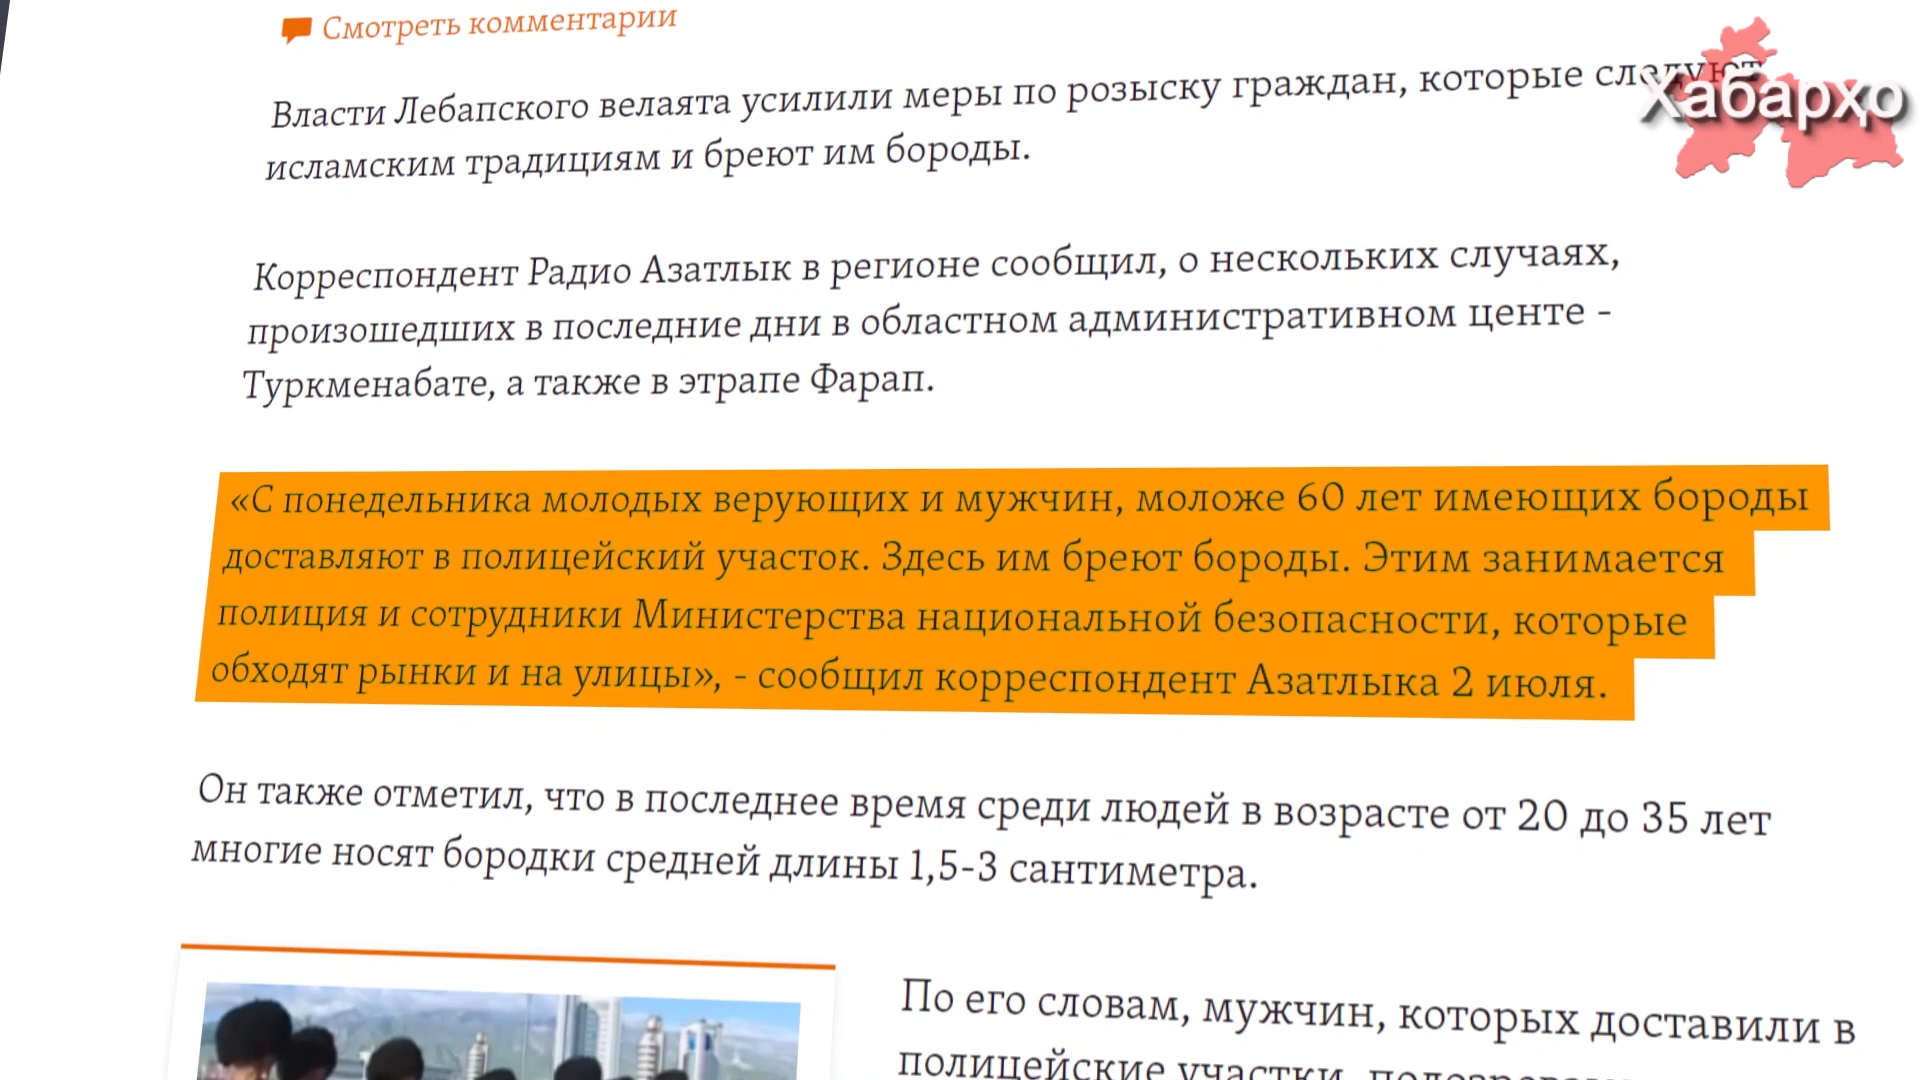 Смотреть комментарии
Власти Лебапского велаята усилили меры по розыску граждан, которые следуют
исламским традициям и бреют им бороды.
Хабарҳо
Корреспондент Радио Азатлык в регионе сообщил, о нескольких случаях,
произошедших в последние дни в областном административном центе -
Туркменабате, а также в этрапе Фарап.
«С понедельника молодых верующих и мужчин, моложе 60 лет имеющих бороды
доставляют в полицейский участок. Здесь им бреют бороды. Этим занимается
полиция и сотрудники Министерства национальной безопасности, которые
обходят рынки и на улицы», - сообщил корреспондент Азатлыка 2 июля.
Он также отметил, что в последнее время среди людей в возрасте от 20 до 35 лет
многие носят бородки средней длины 1,5-3 сантиметра.
По его словам, мужчин, которых доставили в
полицейские участки,